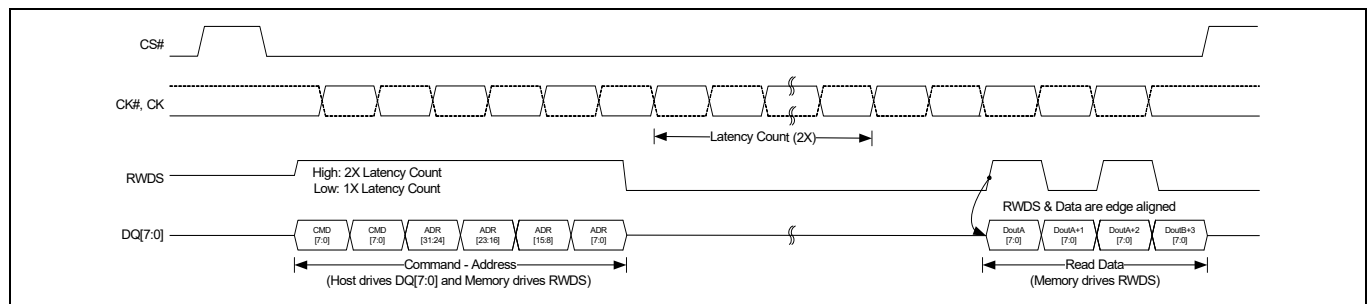 CS#
CK#, CK
Latency Count (2X)
RWDS
High: 2X Latency Count
Low: 1X Latency Count
RWDS & Data are edge aligned
DQ[7:0]
CMD
[7:0]
CMD
[7:0]
ADR
[31:24]
ADR
[23:16]
ADR
[15:8]
ADR
[7:0]
DoutA
[7:0]
DoutA+1
[7:0]
DoutA+2
[7:0]
DoutB+3
[7:0]
Command - Address
(Host drives DQ[7:0] and Memory drives RWDS)
Read Data
(Memory drives RWDS)